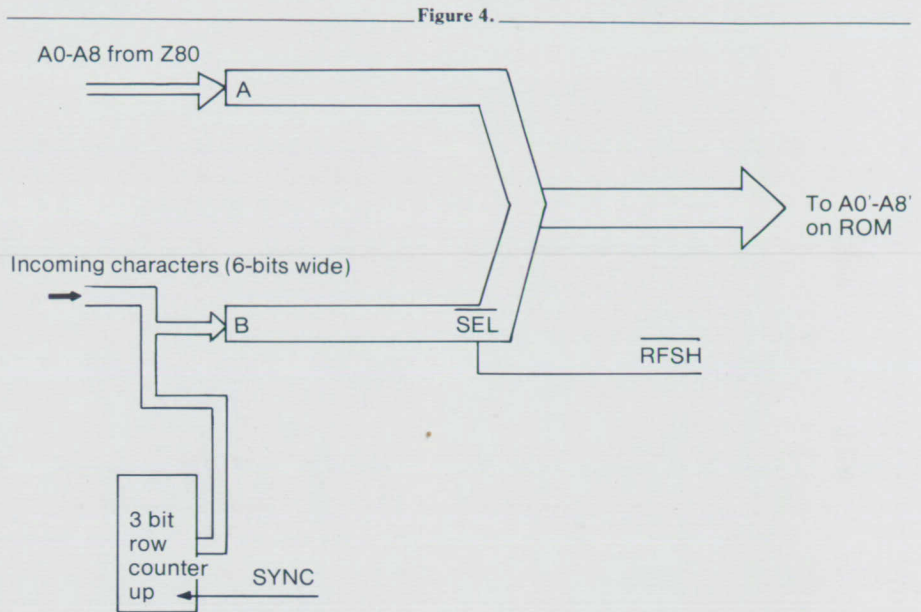 Figure 4.
A0-A8 from Z80
A
To A0'-A8'
on ROM
Incoming characters (6-bits wide)
B
SEL
RFSH
3 bit
row
counter
up
SYNC